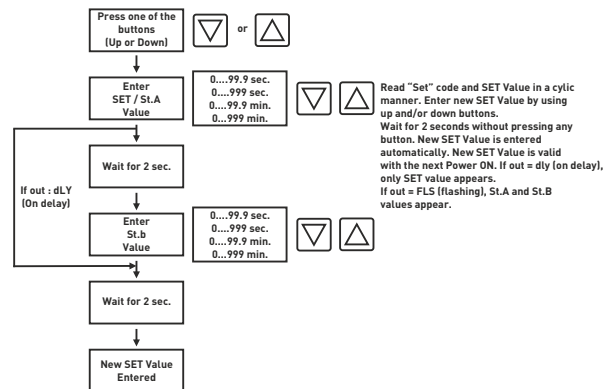 Press one of the
buttons
(Up or Down)
or
Enter
SET / St.A
Value
0....99.9 sec.
0...999 sec.
0....99.9 min.
0...999 min.
Read “Set” code and SET Value in a cylic
manner. Enter new SET Value by using
up and/or down buttons.
Wait for 2 seconds without pressing any
button. New SET Value is entered
automatically. New SET Value is valid
with the next Power ON. If out = dly (on delay),
only SET value appears.
If out = FLS (flashing), St.A and St.B
values appear.
Wait for 2 sec.
If out : dLY
(On delay)
Enter
St.b
Value
0....99.9 sec.
0...999 sec.
0....99.9 min.
0...999 min.
Wait for 2 sec.
New SET Value
Entered